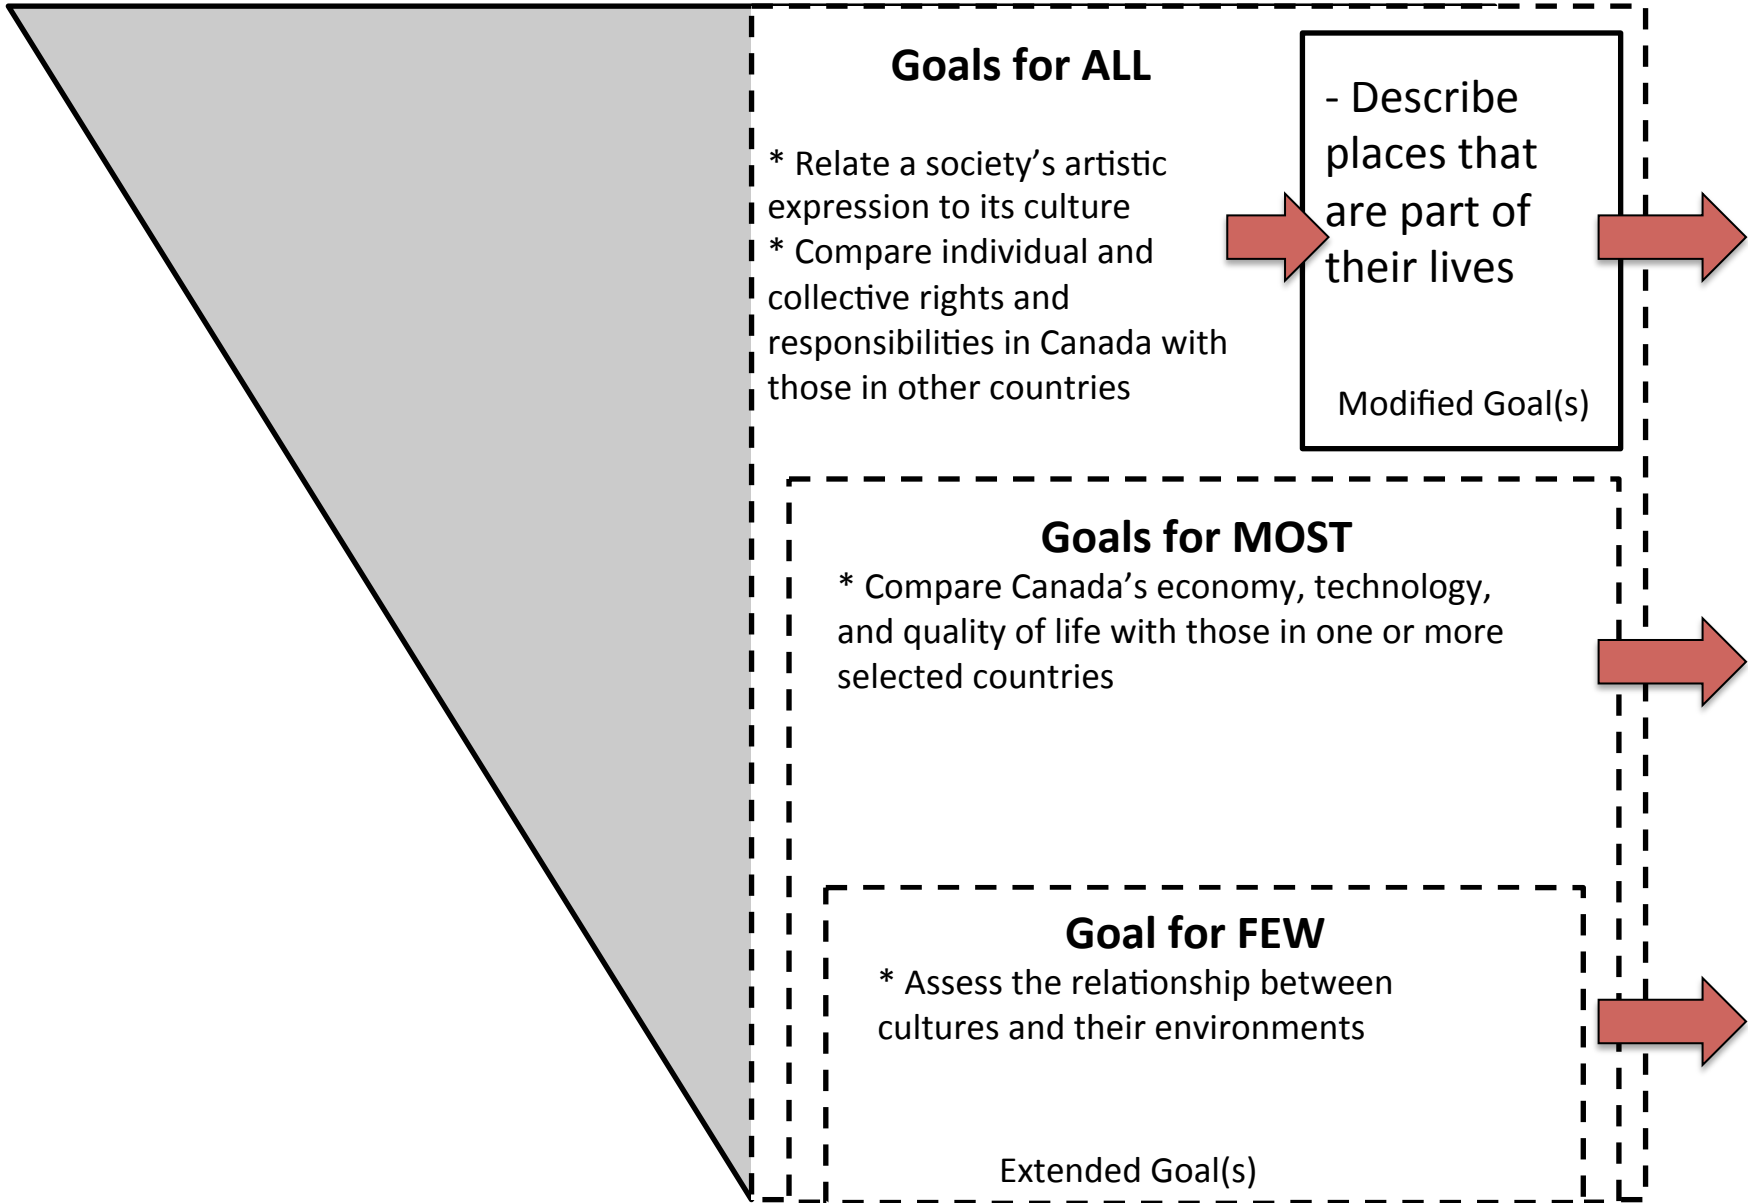 Goals for ALL
* Relate a society’s artistic
expression to its culture
* Compare individual and
collective rights and
responsibilities in Canada with
those in other countries
- Describe
places that
are part of
their lives
Modified Goal(s)
Goals for MOST
* Compare Canada’s economy, technology,
and quality of life with those in one or more
selected countries
Goal for FEW
* Assess the relationship between
cultures and their environments
Extended Goal(s)